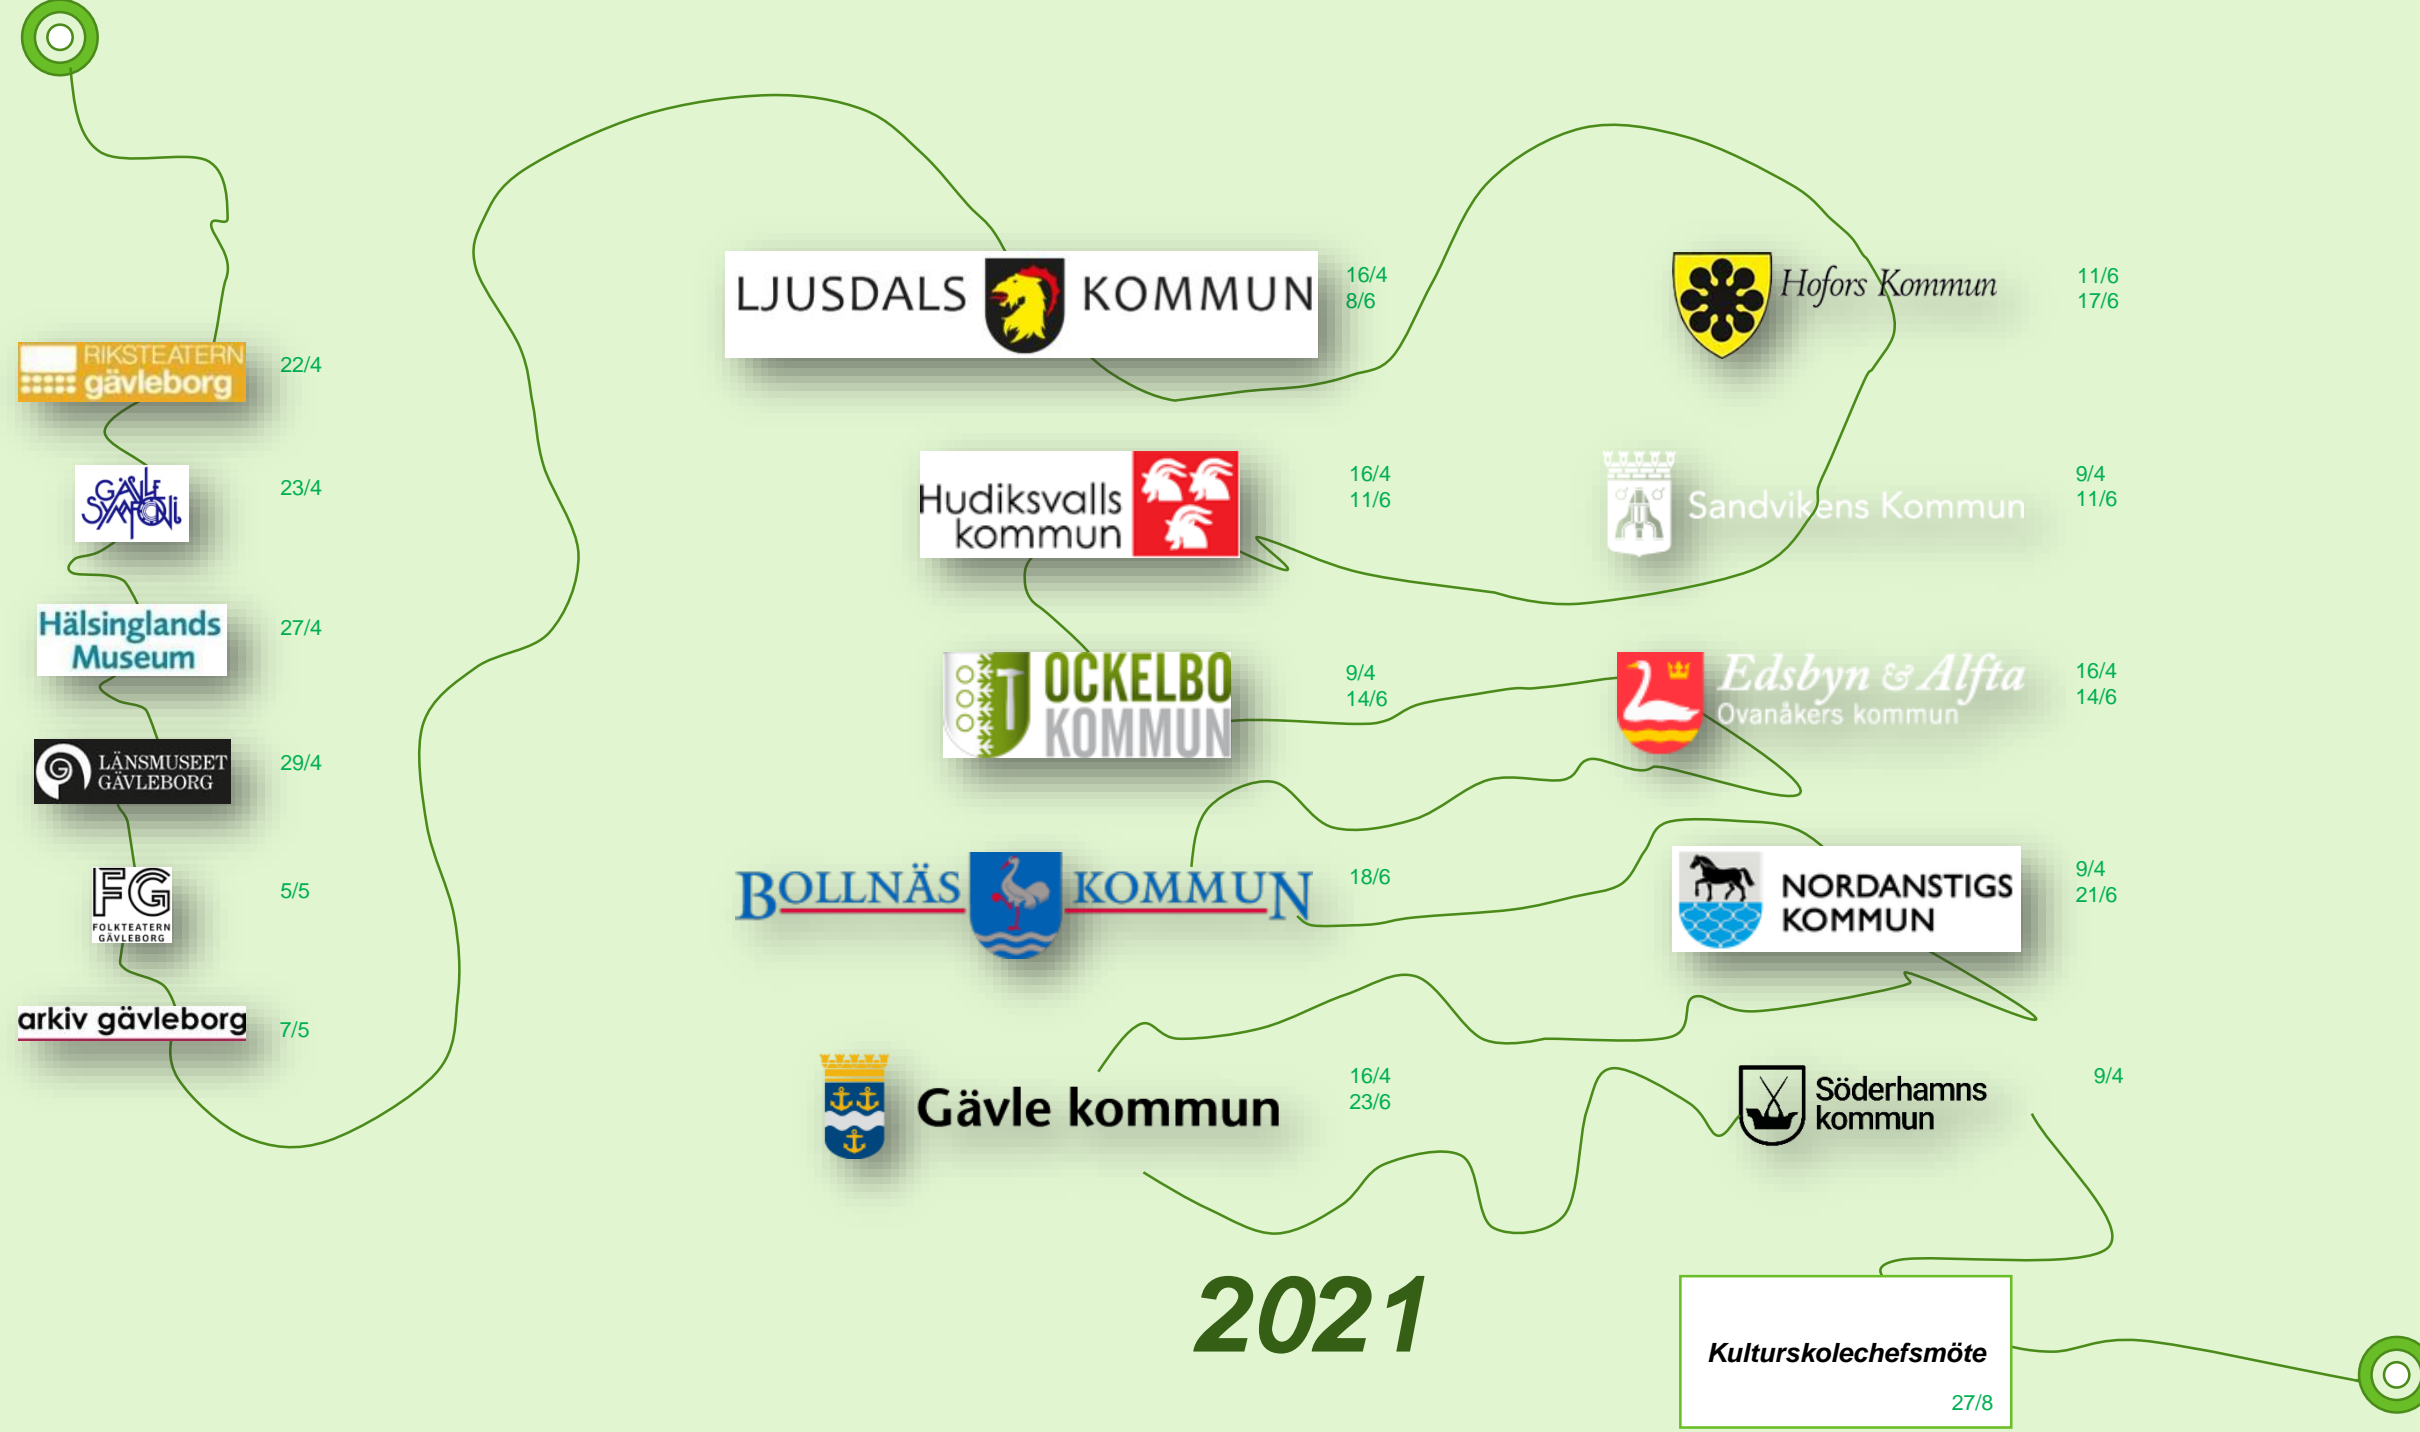 RIKSTEATERN
gävleborg
22/4
GÄVLE
SYMFONI
23/4
Hälsinglands
Museum
27/4
LÄNSMUSEET
GÄVLEBORG
29/4
FG
FOLKTEATERN
GÄVLEBORG
5/5
arkiv gävleborg
7/5
LJUSDALS KOMMUN
16/4
8/6
Hofors Kommun
11/6
17/6
Hudiksvalls
kommun
16/4
11/6
Sandvikens Kommun
9/4
11/6
OCKELBO
KOMMUN
9/4
14/6
Edsbyn & Alfta
Ovanåkers kommun
16/4
14/6
BOLLNÄS KOMMUN
18/6
NORDANSTIGS
KOMMUN
9/4
21/6
Gävle kommun
16/4
23/6
Söderhamns
kommun
9/4
2021
Kulturskolechefsmöte
27/8